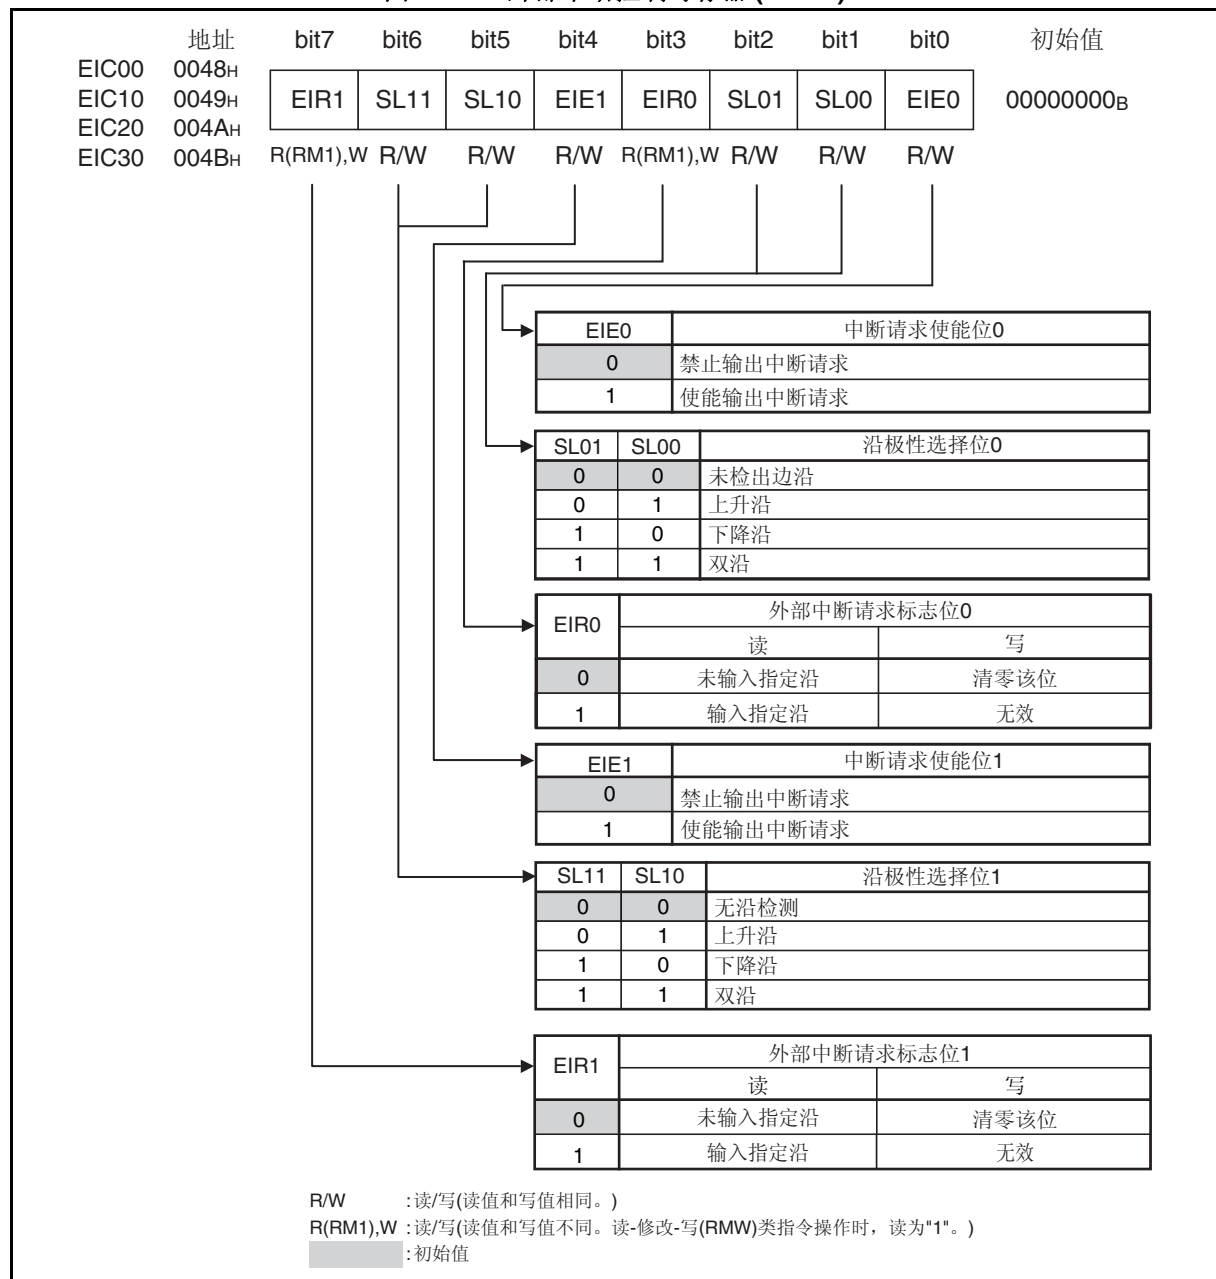 地址 bit7 bit6 bit5 bit4 bit3 bit2 bit1 bit0 初始值
EIC00 0048H
EIC10 0049H EIR1 SL11 SL10 EIE1 EIR0 SL01 SL00 EIE0 00000000B
EIC20 004AH
EIC30 004BH R(RM1),W R/W R/W R/W R(RM1),W R/W R/W R/W
EIE0 中断请求使能位0
0 禁止输出中断请求
1 使能输出中断请求
SL01 SL00 沿极性选择位0
0 0 未检出边沿
0 1 上升沿
1 0 下降沿
1 1 双沿
EIR0 外部中断请求标志位0
读 写
0 未输入指定沿 清零该位
1 输入指定沿 无效
EIE1 中断请求使能位1
0 禁止输出中断请求
1 使能输出中断请求
SL11 SL10 沿极性选择位1
0 0 无沿检测
0 1 上升沿
1 0 下降沿
1 1 双沿
EIR1 外部中断请求标志位1
读 写
0 未输入指定沿 清零该位
1 输入指定沿 无效
R/W :读/写(读值和写值相同。)
R(RM1),W :读/写(读值和写值不同。读-修改-写(RMW)类指令操作时，读为"1"。)
:初始值